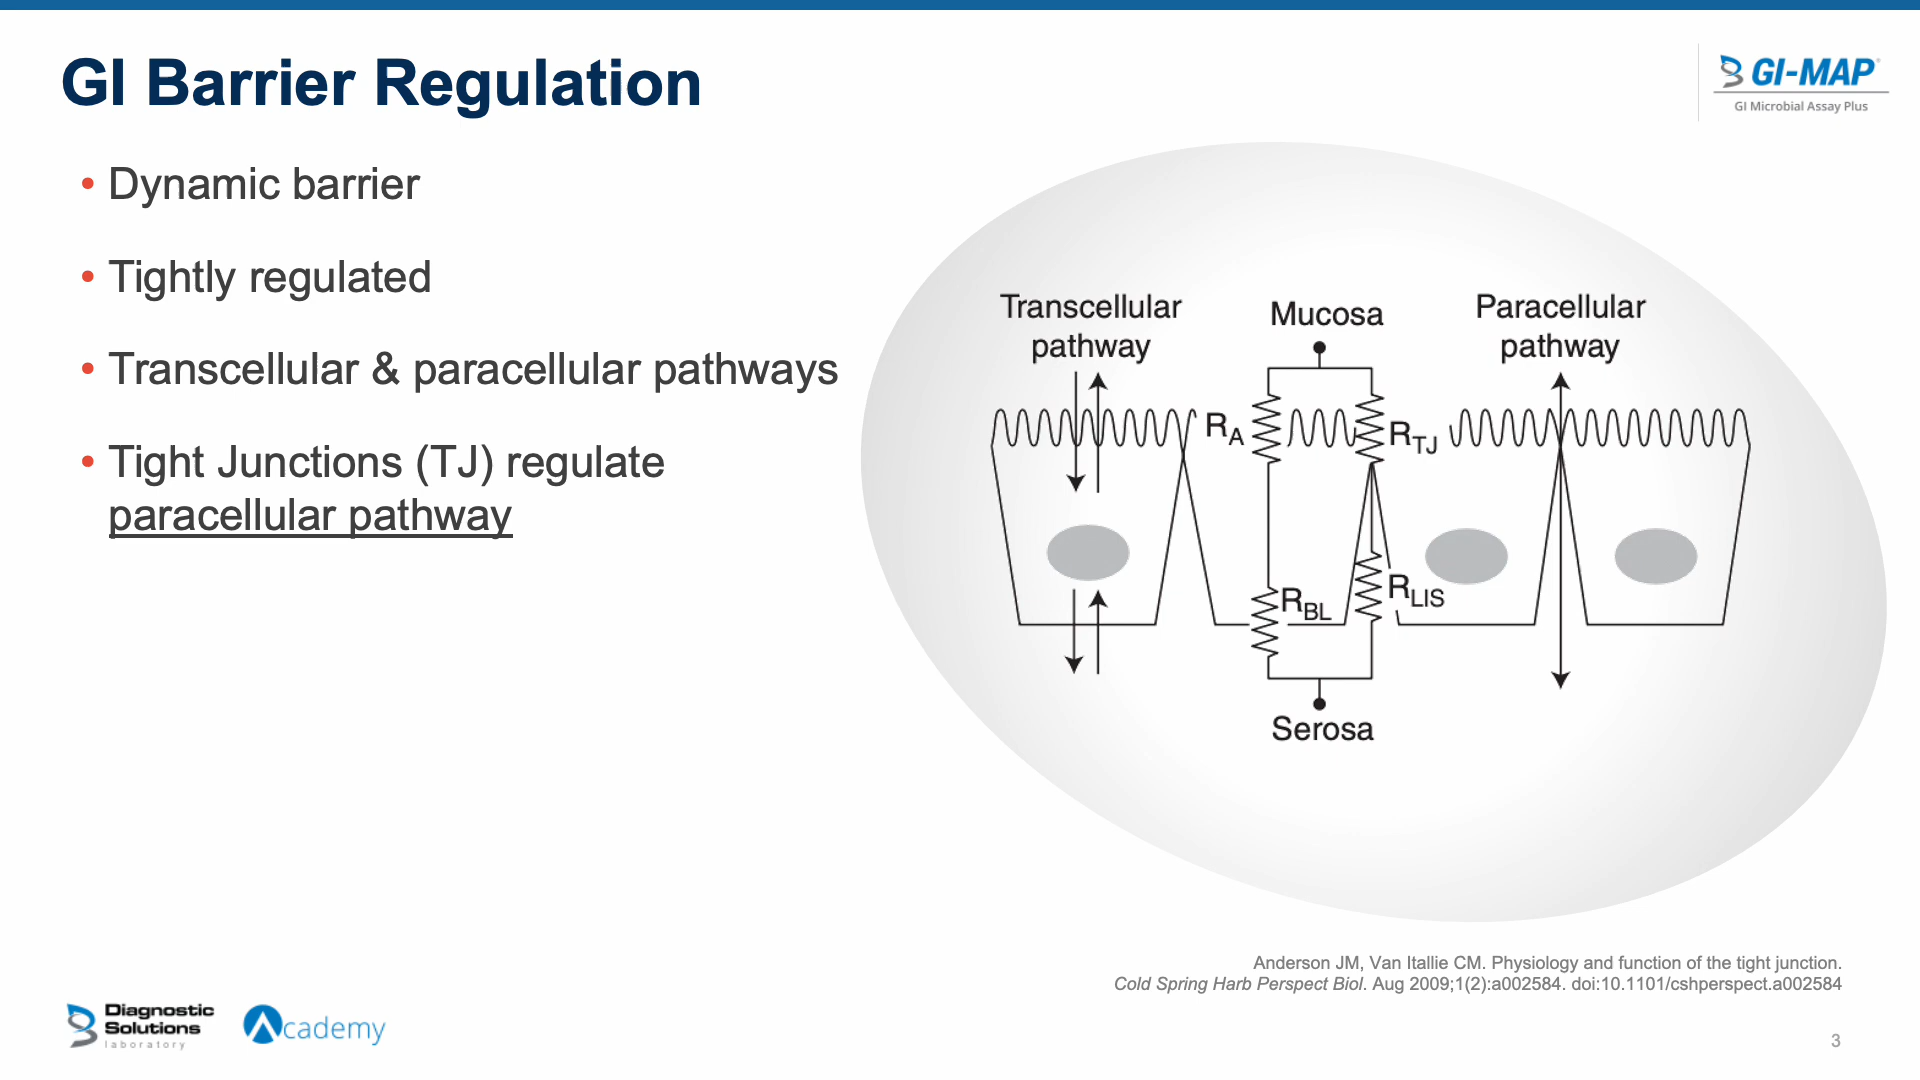 GI Barrier Regulation
GI-MAP®
GI Microbial Assay Plus
• Dynamic barrier
• Tightly regulated
• Transcellular & paracellular pathways
• Tight Junctions (TJ) regulate
paracellular pathway
Transcellular
pathway
Mucosa
Paracellular
pathway
RA
RTJ
RBL
RLIS
Serosa
Anderson JM, Van Itallie CM. Physiology and function of the tight junction.
Cold Spring Harb Perspect Biol. Aug 2009;1(2):a002584. doi:10.1101/cshperspect.a002584
Diagnostic
Solutions
laboratory
Academy
3